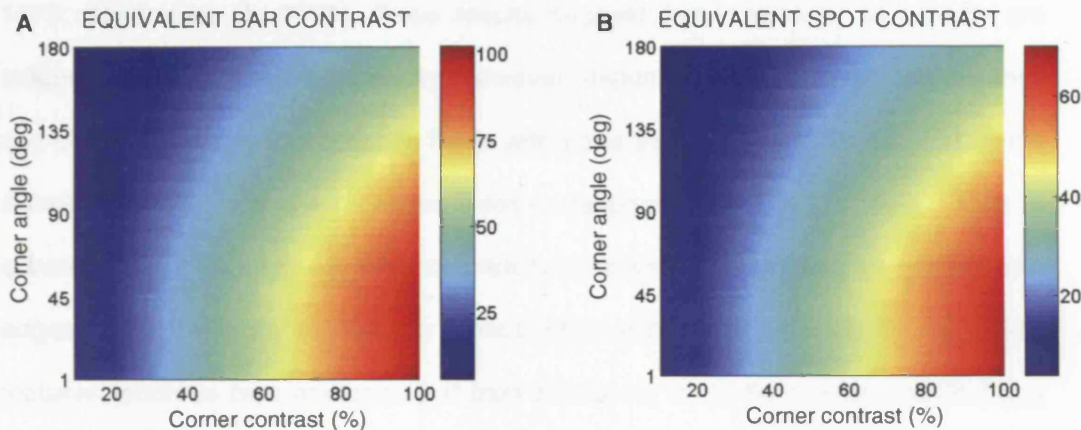 A EQUIVALENT BAR CONTRAST
180
135
90
45
1
Corner angle (deg)
20 40 60 80 100
Corner contrast (%)
100
75
50
25
B EQUIVALENT SPOT CONTRAST
180
135
90
45
1
Corner angle (deg)
20 40 60 80 100
Corner contrast (%)
60
40
20